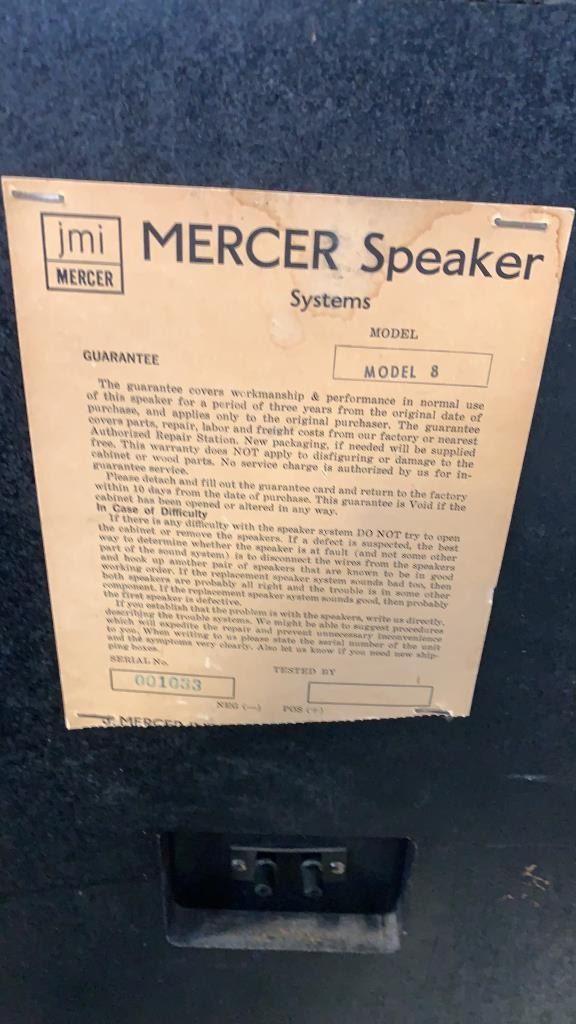 jmi
MERCER
MERCER Speaker
Systems
MODEL
GUARANTEE
MODEL 8
The guarantee covers workmanship & performance in normal use
of this speaker for a period of three years from the original date of
purchase, and applies only to the original purchaser. The guarantee
covers parts, repair, labor and freight costs from our factory or nearest
Authorized Repair Station. New packaging, if needed will be supplied
free. This warranty does NOT apply to disfiguring or damage to the
cabinet or wood parts. No service charge is authorized by us for in-
guarantee service.
Please detach and fill out the guarantee card and return to the factory
within 10 days from the date of purchase. This guarantee is Void if the
cabinet has been opened or altered in any way.
In Case of Difficulty
If there is any difficulty with the speaker system DO NOT try to open
the cabinet or remove the speakers. If a defect is suspected, the best
way to determine whether the speaker is at fault (and not some other
part of the sound system) is to disconnect the wires from the speakers
and hook up another pair of speakers that are known to be in good
working order. If the replacement speaker system sounds bad too, then
both speakers are probably all right and the trouble is in some other
component. If the replacement speaker system sounds good, then probably
the first speaker is defective.
If you establish that the problem is with the speakers, write us directly,
describing the trouble systems. We might be able to suggest procedures
which will expedite the repair and prevent unnecessary inconvenience
to you. When writing to us please state the serial number of the unit
and the symptoms very clearly. Also let us know if you need new ship-
ping boxes.
SERIAL No.
TESTED BY
001033
NEG (—) POS (+)
MERCER